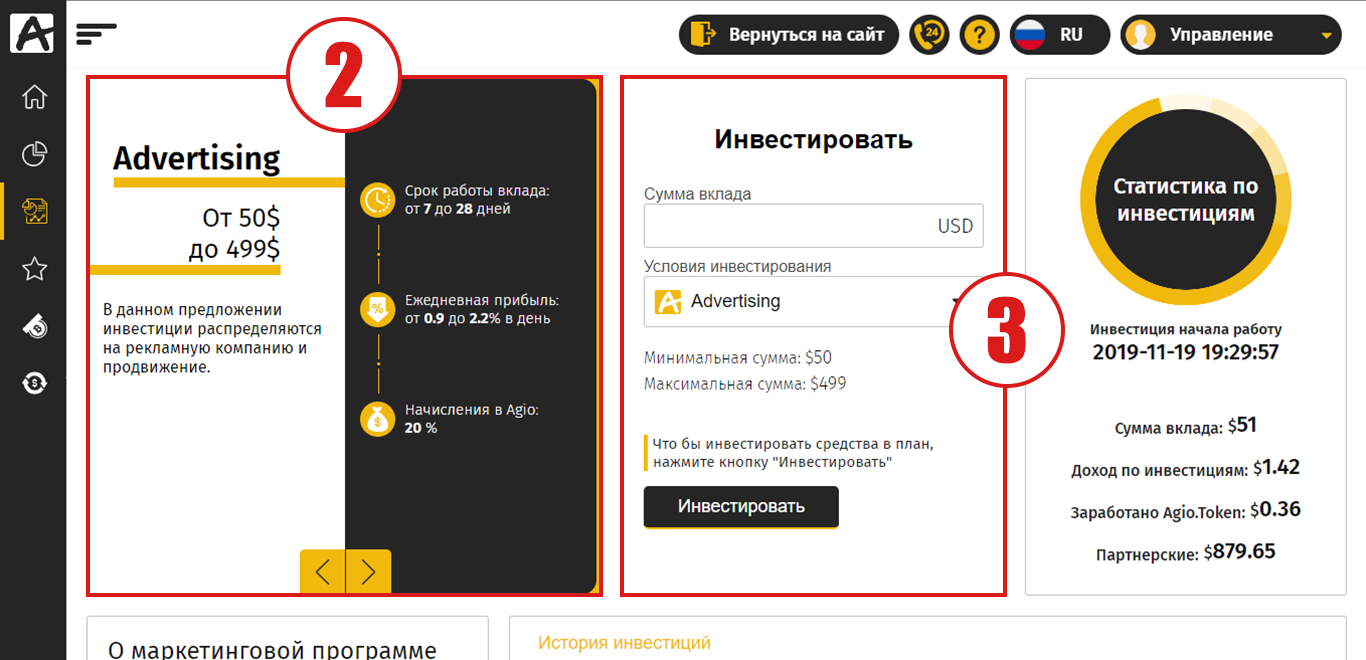 Вернуться на сайт
24
?
RU
Управление
2
Advertising
От 50$
до 499$
В данном предложении
инвестиции распределяются
на рекламную компанию и
продвижение.
Срок работы вклада:
от 7 до 28 дней
%
Ежедневная прибыль:
от 0.9 до 2.2% в день
$
Начисления в Agio:
20 %
Инвестировать
Сумма вклада
USD
Условия инвестирования
Advertising
3
Минимальная сумма: $50
Максимальная сумма: $499
Что бы инвестировать средства в план,
нажмите кнопку "Инвестировать"
Инвестировать
Статистика по
инвестициям
Инвестиция начала работу
2019-11-19 19:29:57
Сумма вклада: $51
Доход по инвестициям: $1.42
Заработано Agio.Token: $0.36
Партнерские: $879.65
О маркетинговой программе
История инвестиций